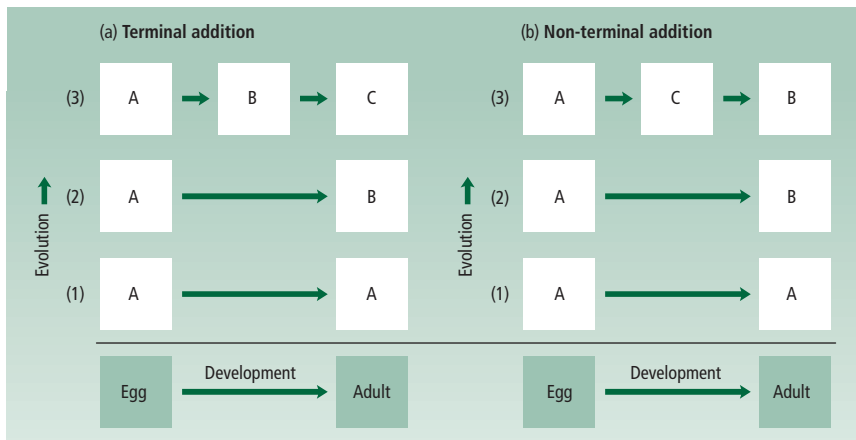 (a) Terminal addition
(3) A B C
(2) A B
(1) A A
Evolution
Development
Egg Adult
(b) Non-terminal addition
(3) A C B
(2) A B
(1) A A
Evolution
Development
Egg Adult